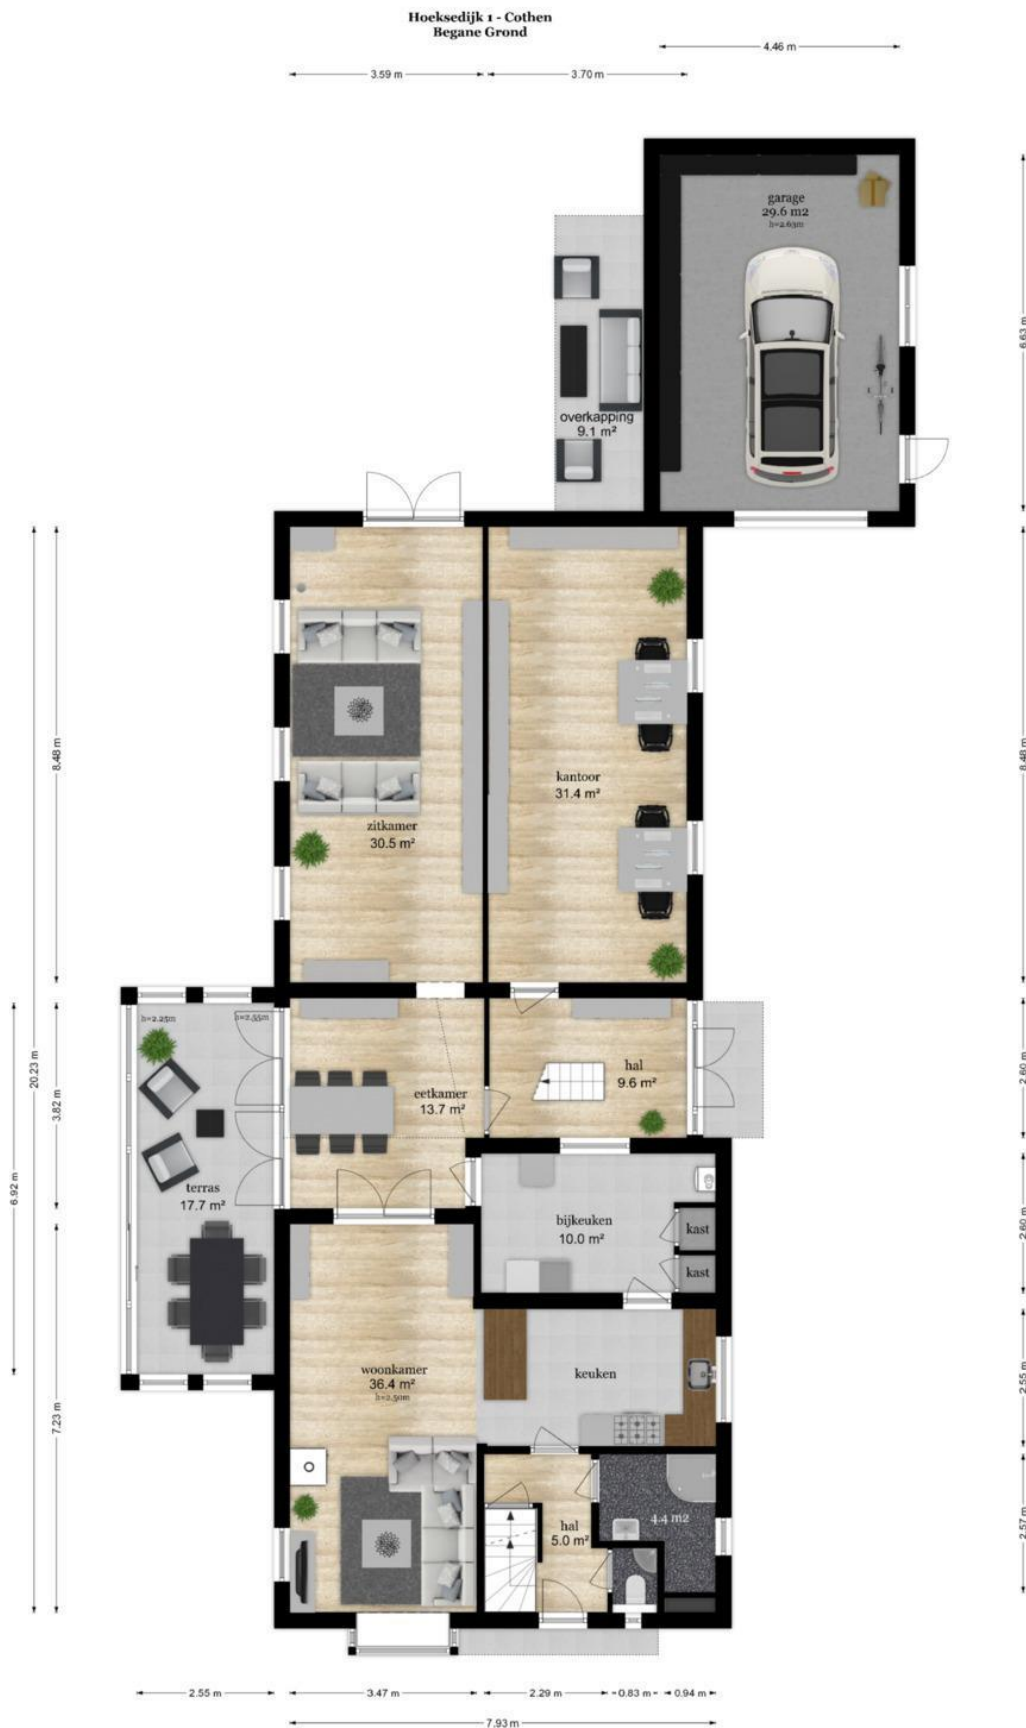 Hoeksedijk 1 - Cothen
Begane Grond
4.46 m
3.59 m
3.70 m
garage
29.6 m2
h=2.63m
6.63 m
overkapping
9.1 m²
8.48 m
kantoor
31.4 m²
8.48 m
zitkamer
30.5 m²
h=2.25m
h=2.55m
20.23 m
3.82 m
6.92 m
hal
9.6 m²
2.60 m
eetkamer
13.7 m²
terras
17.7 m²
bijkeuken
10.0 m²
kast
kast
2.60 m
woonkamer
36.4 m²
h=2.50m
keuken
2.55 m
7.23 m
hal
5.0 m²
4.4 m2
2.57 m
2.55 m
3.47 m
2.29 m
0.83 m
0.94 m
7.93 m